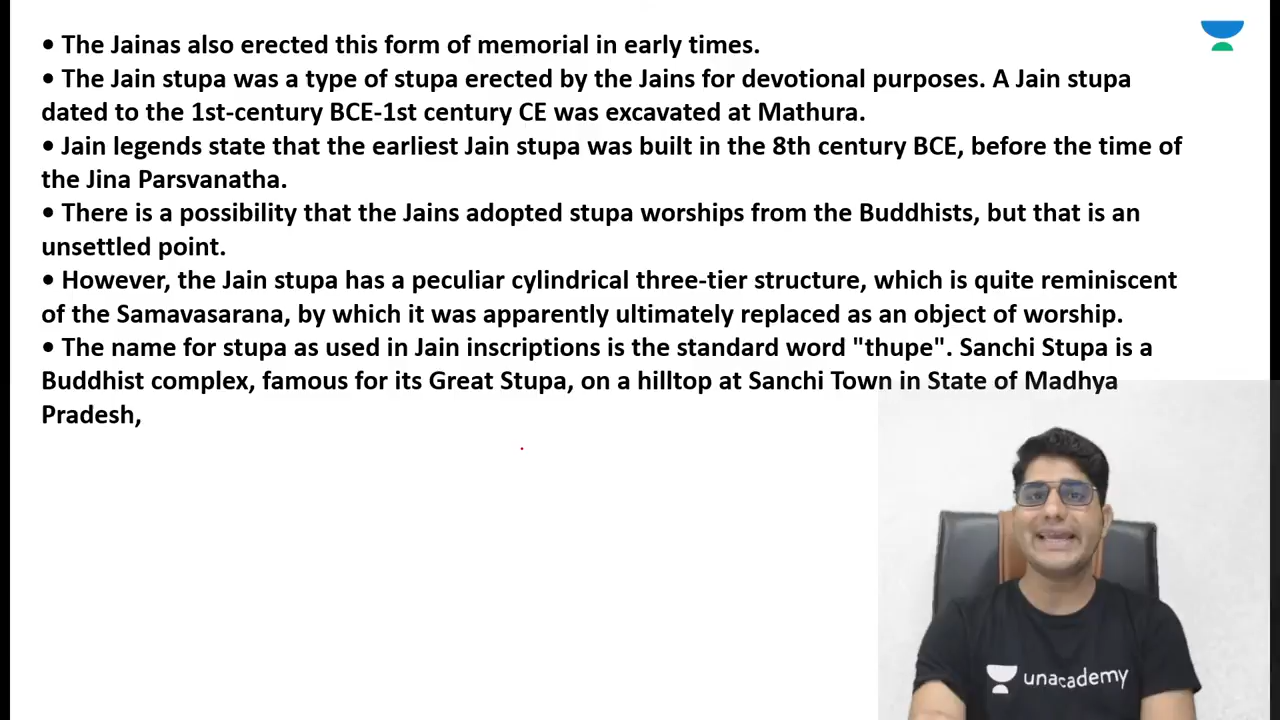 • The Jainas also erected this form of memorial in early times.
• The Jain stupa was a type of stupa erected by the Jains for devotional purposes. A Jain stupa
dated to the 1st-century BCE-1st century CE was excavated at Mathura.
• Jain legends state that the earliest Jain stupa was built in the 8th century BCE, before the time of
the Jina Parsvanatha.
• There is a possibility that the Jains adopted stupa worships from the Buddhists, but that is an
unsettled point.
• However, the Jain stupa has a peculiar cylindrical three-tier structure, which is quite reminiscent
of the Samavasarana, by which it was apparently ultimately replaced as an object of worship.
• The name for stupa as used in Jain inscriptions is the standard word "thupe". Sanchi Stupa is a
Buddhist complex, famous for its Great Stupa, on a hilltop at Sanchi Town in State of Madhya
Pradesh,
unacademy